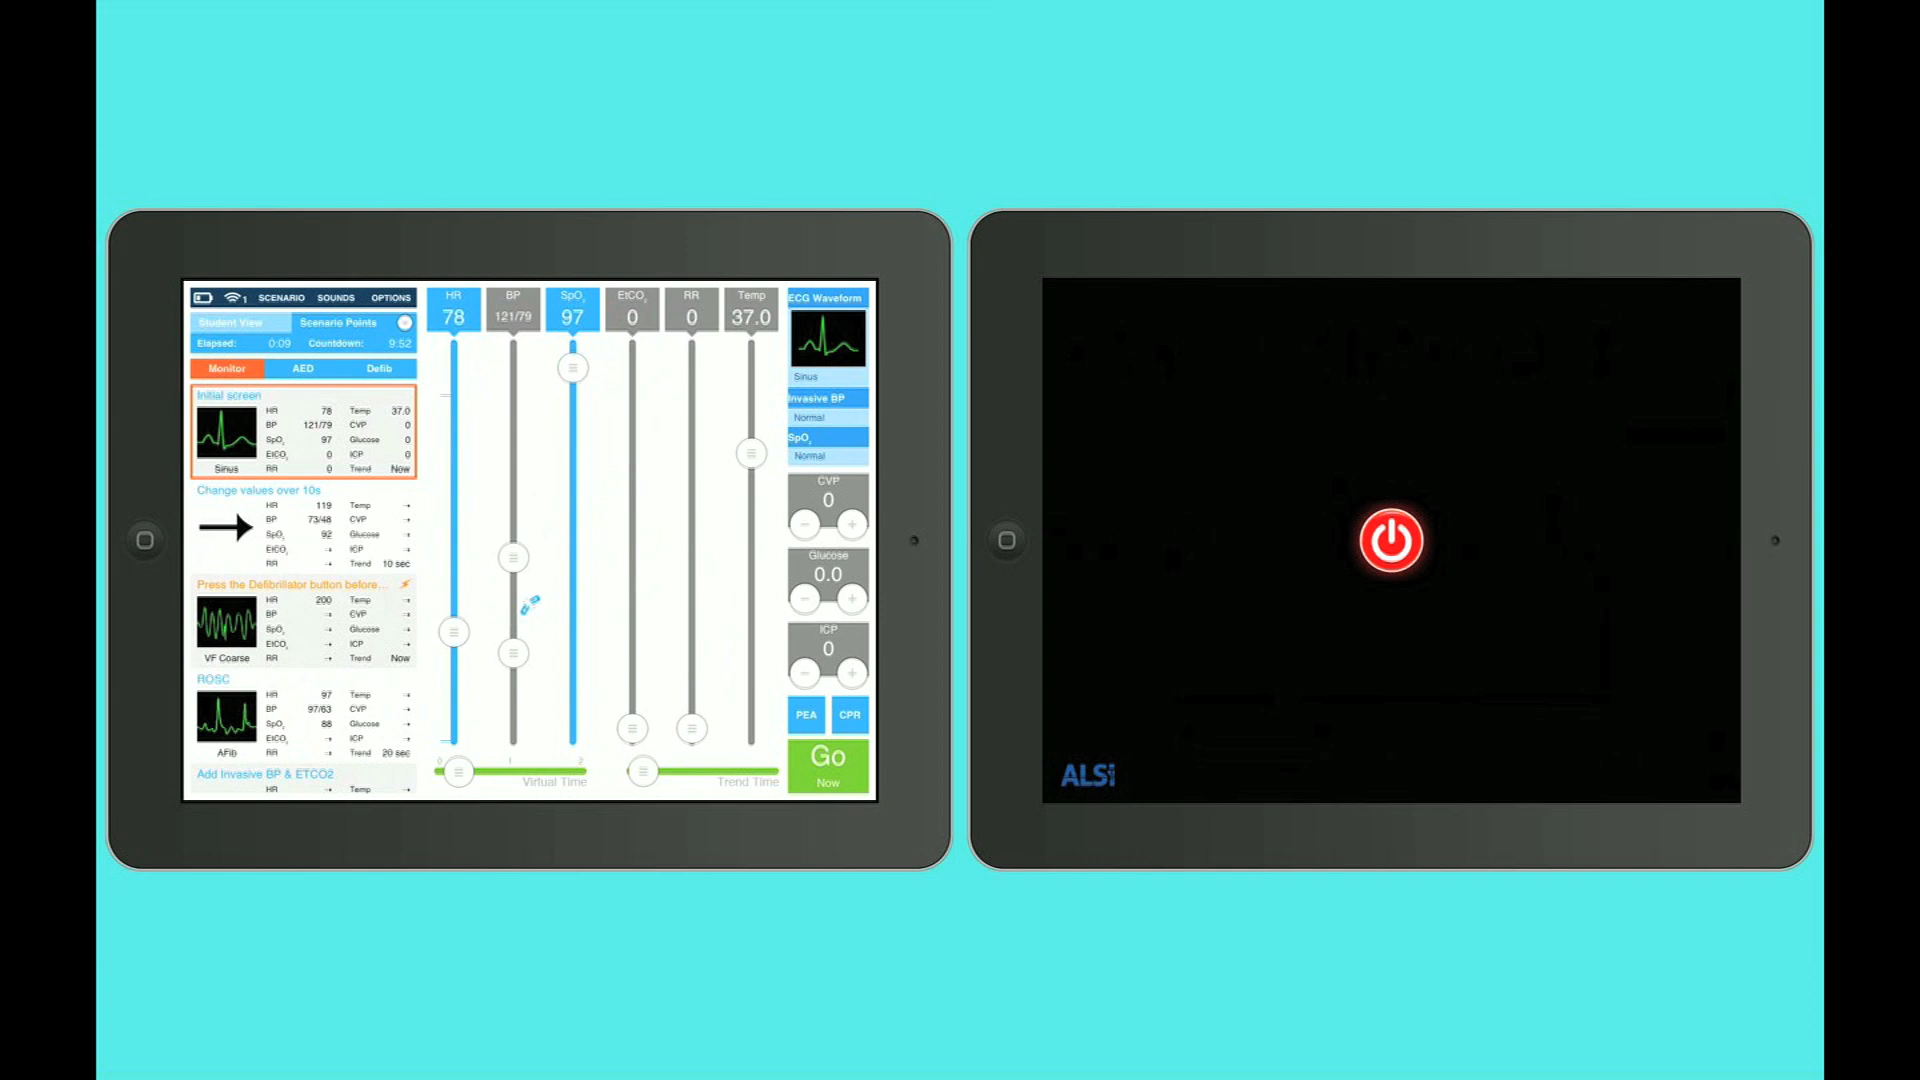 1 SCENARIO SOUNDS OPTIONS
Student View Scenario Points
Elapsed: 0:09 Countdown: 9:52
Monitor AED Defib
Initial screen
HR 78 Temp 37.0
BP 121/79 CVP 0
SpO2 97 Glucose 0
EtCO2 0 ICP 0
Sinus RR 0 Trend Now
Change values over 10s
HR 119 Temp →
BP 73/48 CVP →
SpO2 92 Glucose →
EtCO2 → ICP →
RR → Trend 10 sec
Press the Defibrillator button before...
HR 200 Temp →
BP → CVP →
SpO2 → Glucose →
EtCO2 → ICP →
VF Coarse RR → Trend Now
ROSC
HR 97 Temp →
BP 97/63 CVP →
SpO2 88 Glucose →
EtCO2 → ICP →
AFib RR → Trend 20 sec
Add Invasive BP & ETCO2
HR → Temp →
HR BP SpO2 EtCO2 RR Temp
78 121/79 97 0 0 37.0
0 1 2
Virtual Time Trend Time
ECG Waveform
Sinus
Invasive BP
Normal
SpO2
Normal
CVP
0
− +
Glucose
0.0
− +
ICP
0
− +
PEA CPR
Go
Now
ALSi